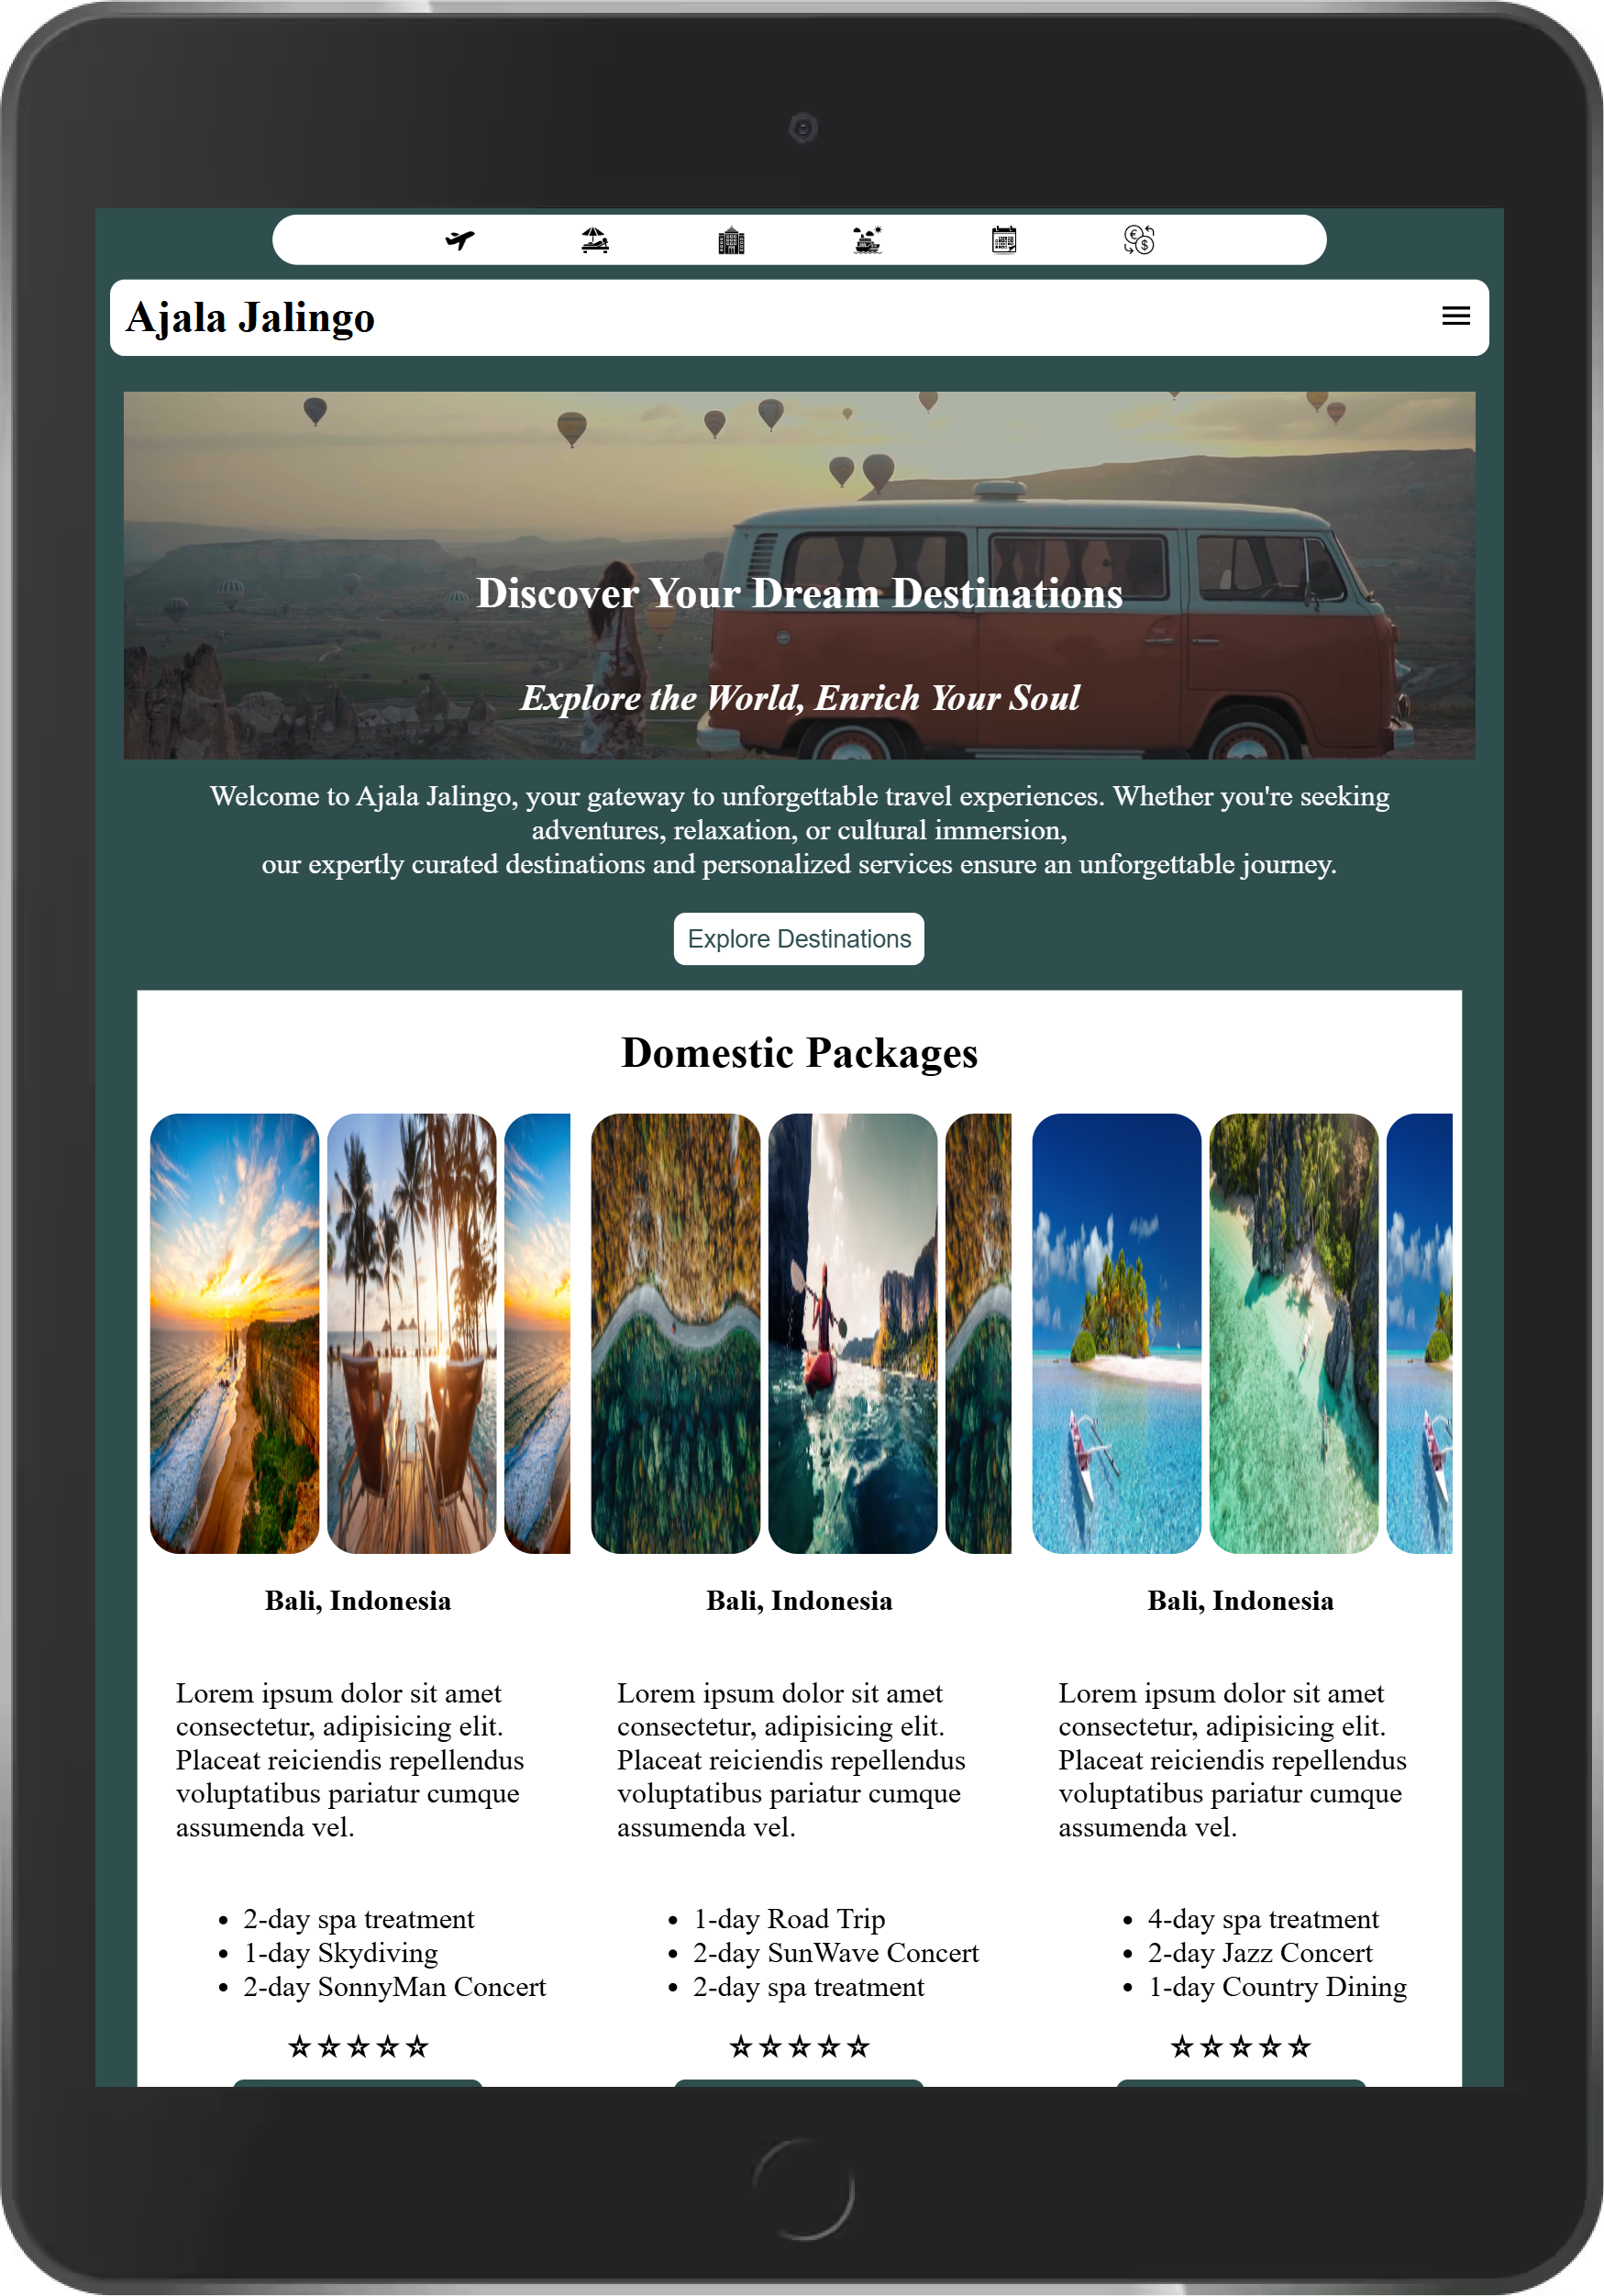 Ajala Jalingo
Discover Your Dream Destinations
Explore the World, Enrich Your Soul
Welcome to Ajala Jalingo, your gateway to unforgettable travel experiences. Whether you're seeking
adventures, relaxation, or cultural immersion,
our expertly curated destinations and personalized services ensure an unforgettable journey.
Explore Destinations
Domestic Packages
Bali, Indonesia
Lorem ipsum dolor sit amet
consectetur, adipisicing elit.
Placeat reiciendis repellendus
voluptatibus pariatur cumque
assumenda vel.
• 2-day spa treatment
• 1-day Skydiving
• 2-day SonnyMan Concert
Bali, Indonesia
Lorem ipsum dolor sit amet
consectetur, adipisicing elit.
Placeat reiciendis repellendus
voluptatibus pariatur cumque
assumenda vel.
• 1-day Road Trip
• 2-day SunWave Concert
• 2-day spa treatment
Bali, Indonesia
Lorem ipsum dolor sit amet
consectetur, adipisicing elit.
Placeat reiciendis repellendus
voluptatibus pariatur cumque
assumenda vel.
• 4-day spa treatment
• 2-day Jazz Concert
• 1-day Country Dining